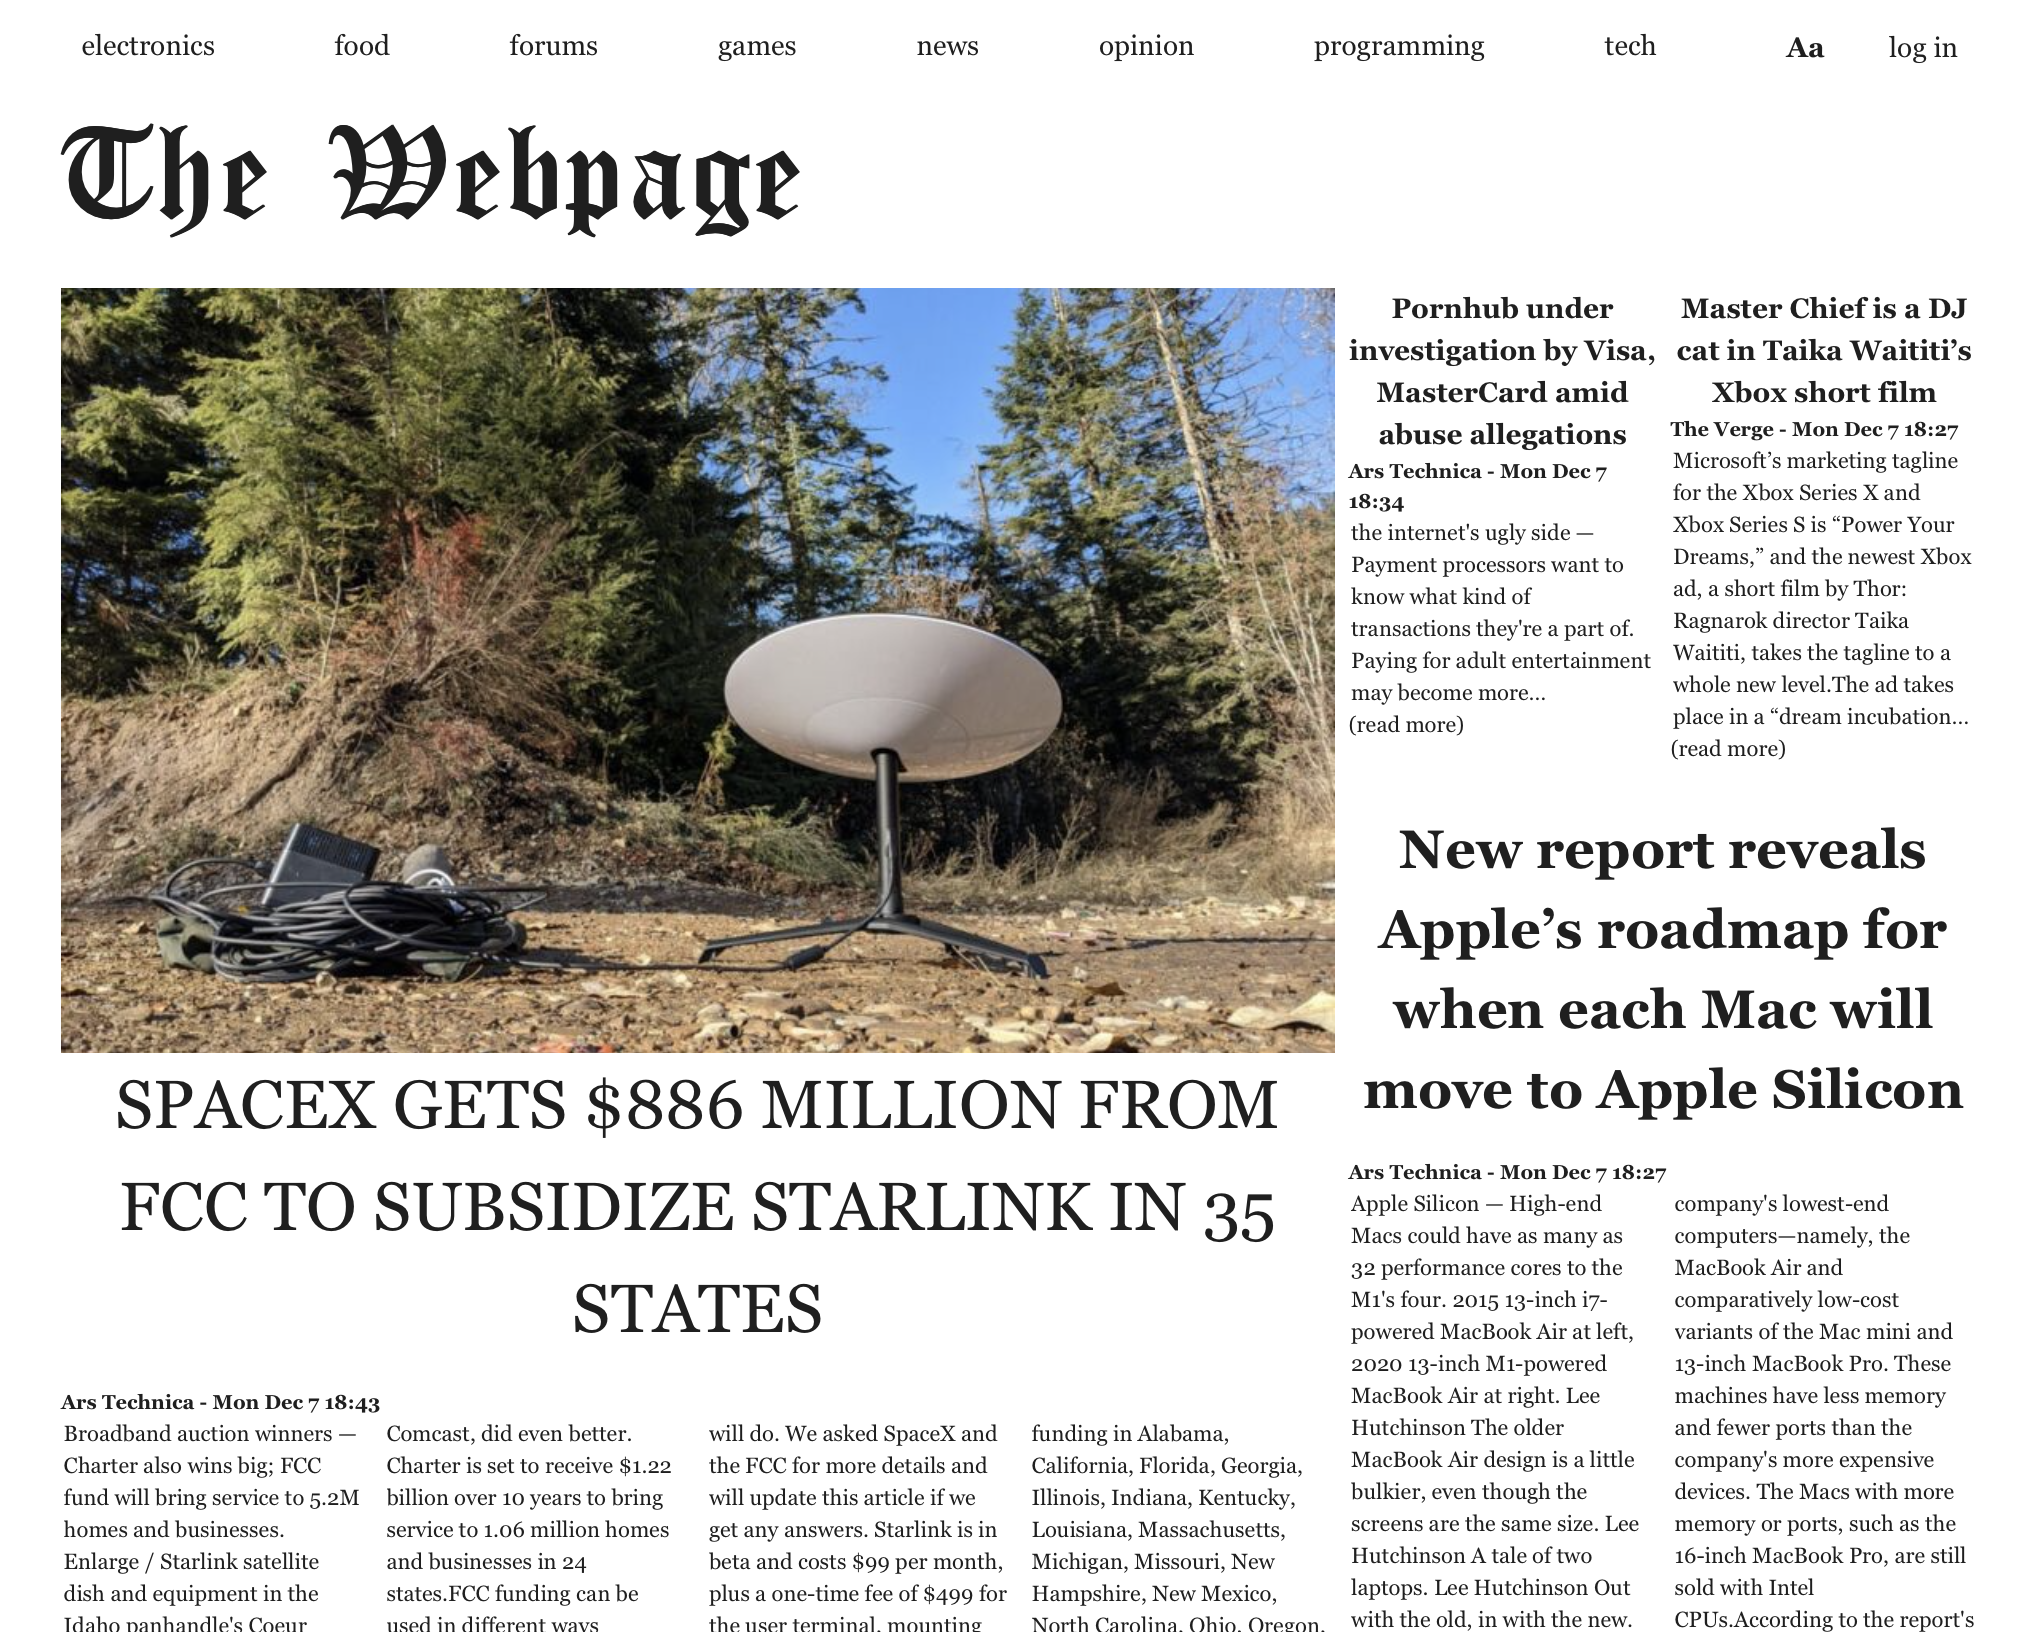 electronics food forums games news opinion programming tech Aa log in
The Webpage
SPACEX GETS $886 MILLION FROM
FCC TO SUBSIDIZE STARLINK IN 35
STATES
Ars Technica - Mon Dec 7 18:43
Broadband auction winners —
Charter also wins big; FCC
fund will bring service to 5.2M
homes and businesses.
Enlarge / Starlink satellite
dish and equipment in the
Idaho panhandle's Coeur
Comcast, did even better.
Charter is set to receive $1.22
billion over 10 years to bring
service to 1.06 million homes
and businesses in 24
states.FCC funding can be
used in different ways
will do. We asked SpaceX and
the FCC for more details and
will update this article if we
get any answers. Starlink is in
beta and costs $99 per month,
plus a one-time fee of $499 for
the user terminal, mounting
funding in Alabama,
California, Florida, Georgia,
Illinois, Indiana, Kentucky,
Louisiana, Massachusetts,
Michigan, Missouri, New
Hampshire, New Mexico,
North Carolina, Ohio, Oregon,
Pornhub under
investigation by Visa,
MasterCard amid
abuse allegations
Ars Technica - Mon Dec 7
18:34
the internet's ugly side —
Payment processors want to
know what kind of
transactions they're a part of.
Paying for adult entertainment
may become more...
(read more)
Master Chief is a DJ
cat in Taika Waititi’s
Xbox short film
The Verge - Mon Dec 7 18:27
Microsoft’s marketing tagline
for the Xbox Series X and
Xbox Series S is “Power Your
Dreams,” and the newest Xbox
ad, a short film by Thor:
Ragnarok director Taika
Waititi, takes the tagline to a
whole new level.The ad takes
place in a “dream incubation...
(read more)
New report reveals
Apple’s roadmap for
when each Mac will
move to Apple Silicon
Ars Technica - Mon Dec 7 18:27
Apple Silicon — High-end
Macs could have as many as
32 performance cores to the
M1's four. 2015 13-inch i7-
powered MacBook Air at left,
2020 13-inch M1-powered
MacBook Air at right. Lee
Hutchinson The older
MacBook Air design is a little
bulkier, even though the
screens are the same size. Lee
Hutchinson A tale of two
laptops. Lee Hutchinson Out
with the old, in with the new.
company's lowest-end
computers—namely, the
MacBook Air and
comparatively low-cost
variants of the Mac mini and
13-inch MacBook Pro. These
machines have less memory
and fewer ports than the
company's more expensive
devices. The Macs with more
memory or ports, such as the
16-inch MacBook Pro, are still
sold with Intel
CPUs.According to the report's